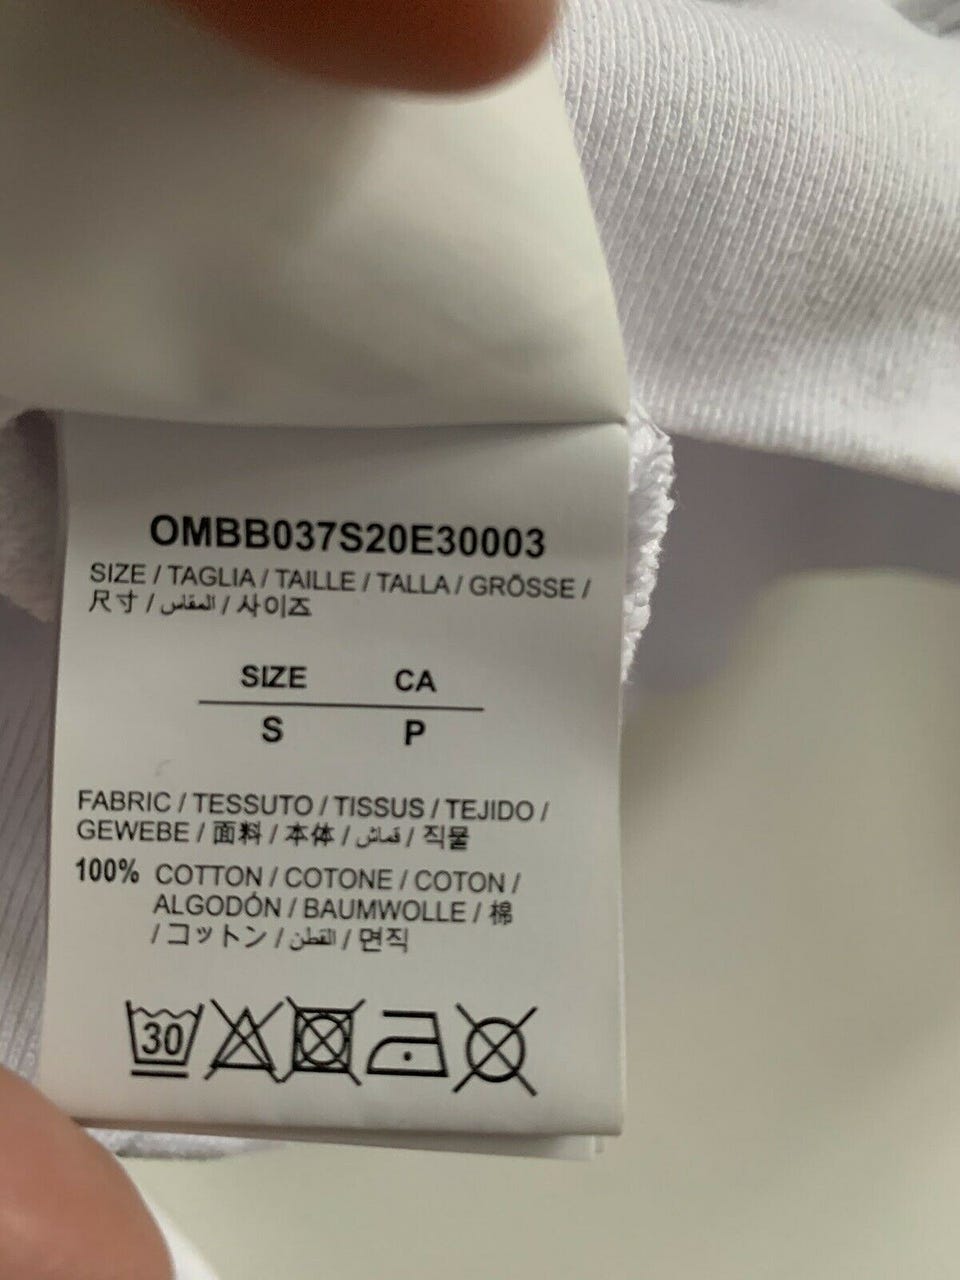 OMBB037S20E30003
SIZE / TAGLIA / TAILLE / TALLA / GRÖSSE /
尺寸 / المقاس / 사이즈
SIZE CA
S P
FABRIC / TESSUTO / TISSUS / TEJIDO /
GEWEBE / 面料 / 本体 / قماش / 직물
100% COTTON / COTONE / COTON /
ALGODÓN / BAUMWOLLE / 棉
/ コットン / القطن / 면직
30